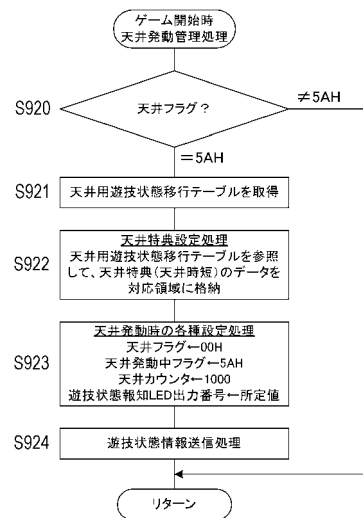 ゲーム開始時
天井発動管理処理
S920
天井フラグ?
≠5AH
=5AH
S921
天井用遊技状態移行テーブルを取得
S922
天井特典設定処理
天井用遊技状態移行テーブルを参照
して、天井特典(天井時短)のデータを
対応領域に格納
S923
天井発動時の各種設定処理
天井フラグ←00H
天井発動中フラグ←5AH
天井カウンター←1000
遊技状態報知LED出力番号←所定値
S924
遊技状態情報送信処理
リターン